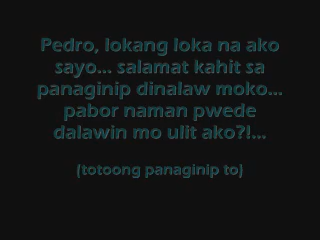 Pedro, lokang loka na ako
sayo... salamat kahit sa
panaginip dinalaw moko...
pabor naman pwede
dalawin mo ulit ako?!...
(totoong panaginip to)